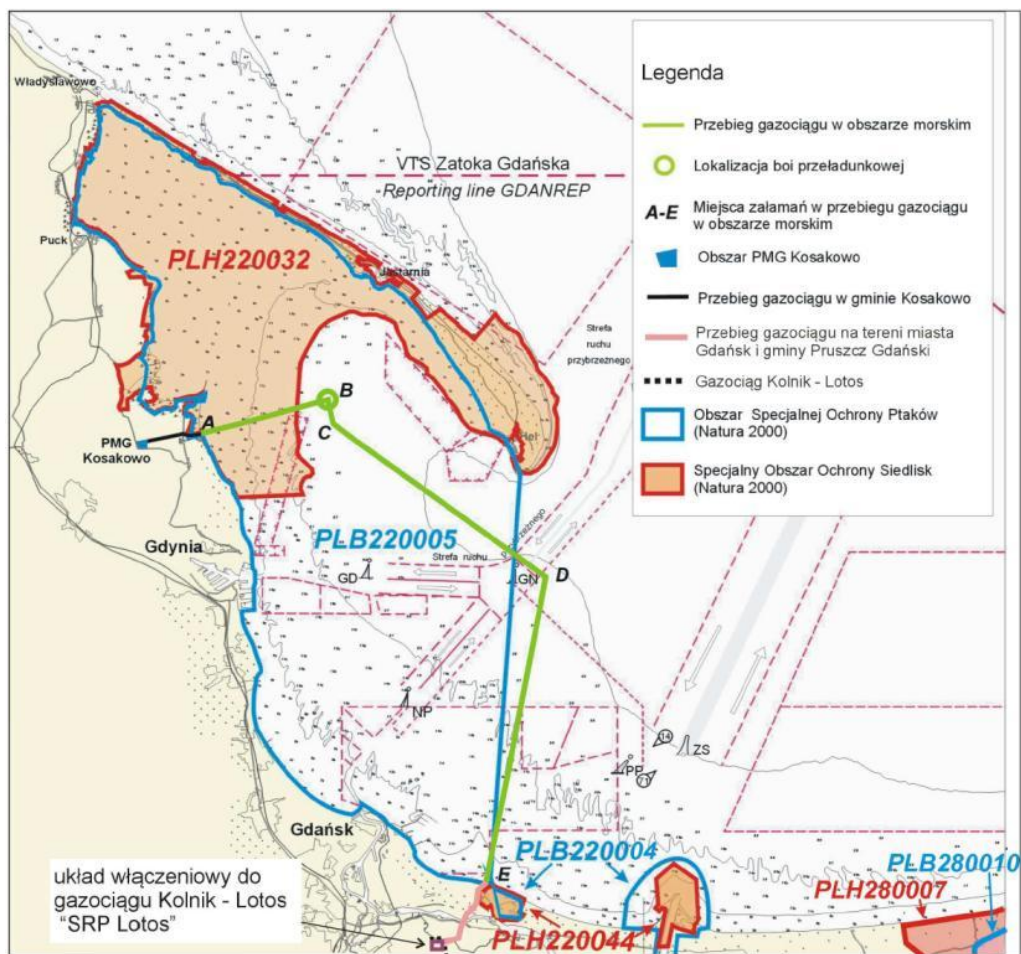 Władysławowo
Puck
VTS Zatoka Gdańska
Reporting line GDANREP
PLH220032
Jastarnia
Strefa
ruchu
przybrzeżnego
Hel
A
B
C
PMG
Kosakowo
Gdynia
PLB220005
Strefa ruchu
przybrzeżnego
GD
GN
D
NP
14
ZS
PP
Gdańsk
E
PLB220004
PLB280010
PLH280007
PLH220044
układ włączeniowy do
gazociągu Kolnik - Lotos
“SRP Lotos”
Legenda
Przebieg gazociągu w obszarze morskim
Lokalizacja boi przeładunkowej
A-E Miejsca załamań w przebiegu gazociągu
w obszarze morskim
Obszar PMG Kosakowo
Przebieg gazociągu w gminie Kosakowo
Przebieg gazociągu na tereni miasta
Gdańsk i gminy Pruszcz Gdański
Gazociąg Kolnik - Lotos
Obszar Specjalnej Ochrony Ptaków
(Natura 2000)
Specjalny Obszar Ochrony Siedlisk
(Natura 2000)